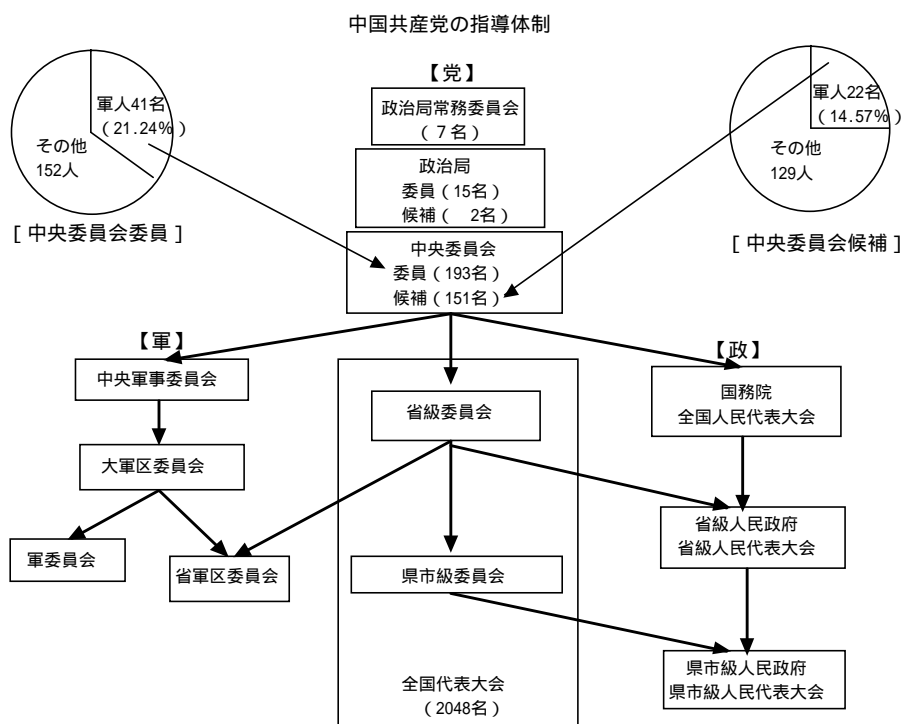 中国共産党の指導体制
軍人41名
(21.24%)
その他
152人
[ 中央委員会委員 ]
【党】
政治局常務委員会
( 7名)
政治局
委員(15名)
候補( 2名)
中央委員会
委員(193名)
候補(151名)
軍人22名
(14.57%)
その他
129人
[ 中央委員会候補 ]
【軍】
中央軍事委員会
大軍区委員会
軍委員会
省軍区委員会
省級委員会
県市級委員会
全国代表大会
(2048名)
【政】
国務院
全国人民代表大会
省級人民政府
省級人民代表大会
県市級人民政府
県市級人民代表大会